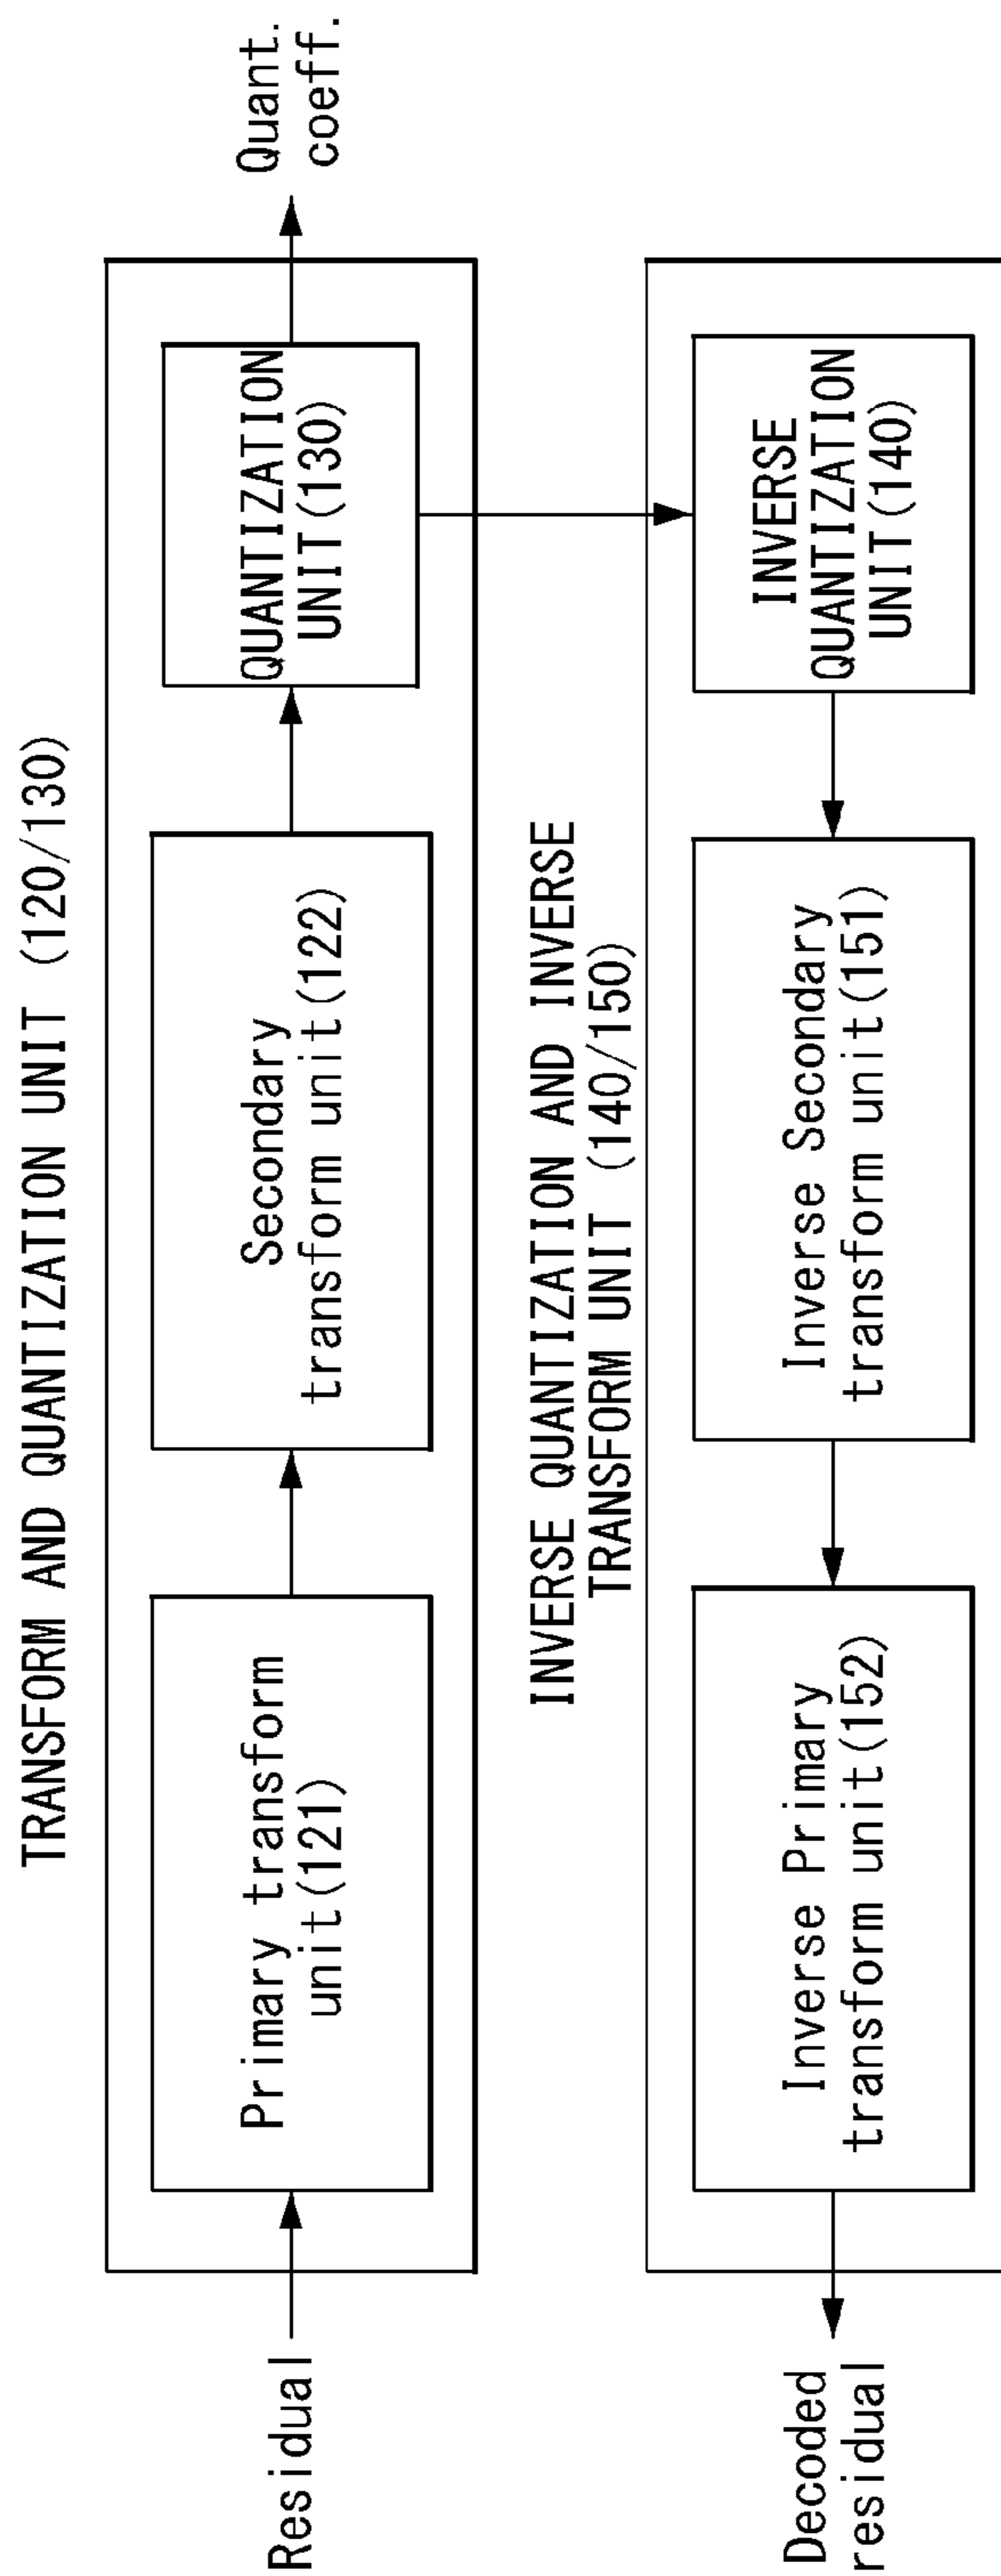 TRANSFORM AND QUANTIZATION UNIT (120/130)
Residual
Primary transform
unit(121)
Secondary
transform unit(122)
QUANTIZATION
UNIT(130)
Quant.
coeff.
INVERSE QUANTIZATION AND INVERSE
TRANSFORM UNIT (140/150)
Decoded
residual
Inverse Primary
transform unit(152)
Inverse Secondary
transform unit(151)
INVERSE
QUANTIZATION
UNIT(140)